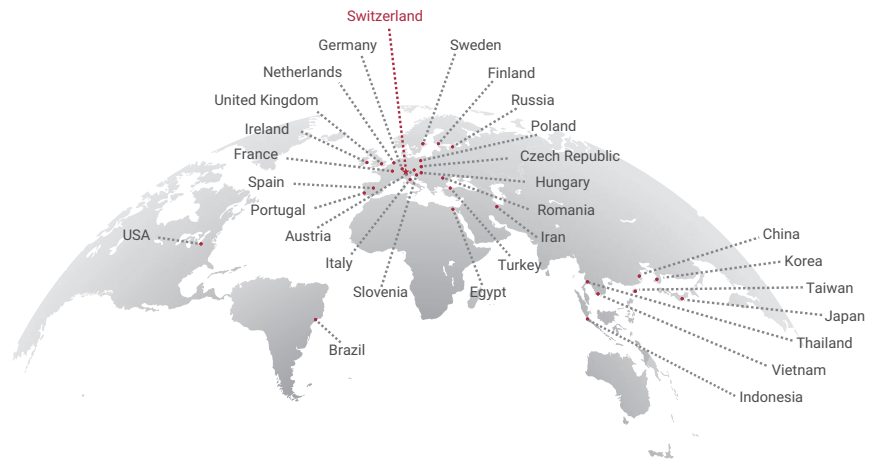 Switzerland
Germany
Sweden
Netherlands
Finland
United Kingdom
Russia
Ireland
Poland
France
Czech Republic
Spain
Hungary
Portugal
Romania
USA
Austria
Iran
China
Italy
Turkey
Korea
Slovenia
Egypt
Taiwan
Japan
Brazil
Thailand
Vietnam
Indonesia